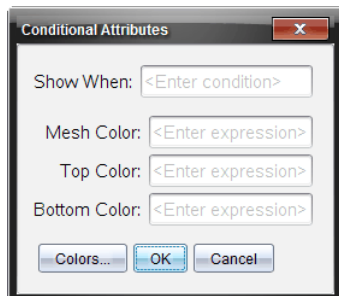 Conditional Attributes
Show When: <Enter condition>
Mesh Color: <Enter expression>
Top Color: <Enter expression>
Bottom Color: <Enter expression>
Colors... OK Cancel